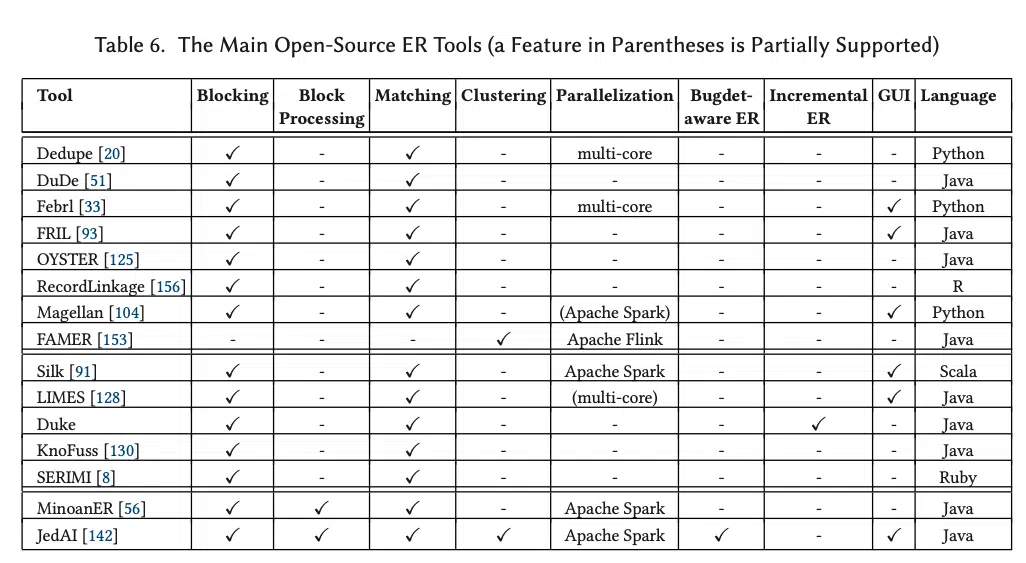 Table 6. The Main Open-Source ER Tools (a Feature in Parentheses is Partially Supported)
Tool Blocking Block Processing Matching Clustering Parallelization Bugdet-aware ER Incremental ER GUI Language
Dedupe [20] ✓ - ✓ - multi-core - - - Python
DuDe [51] ✓ - ✓ - - - - - Java
Febrl [33] ✓ - ✓ - multi-core - - ✓ Python
FRIL [93] ✓ - ✓ - - - - ✓ Java
OYSTER [125] ✓ - ✓ - - - - - Java
RecordLinkage [156] ✓ - ✓ - - - - - R
Magellan [104] ✓ - ✓ - (Apache Spark) - - ✓ Python
FAMER [153] - - - ✓ Apache Flink - - - Java
Silk [91] ✓ - ✓ - Apache Spark - - ✓ Scala
LIMES [128] ✓ - ✓ - (multi-core) - - ✓ Java
Duke ✓ - ✓ - - - ✓ - Java
KnoFuss [130] ✓ - ✓ - - - - - Java
SERIMI [8] ✓ - ✓ - - - - - Ruby
MinoanER [56] ✓ ✓ ✓ - Apache Spark - - - Java
JedAI [142] ✓ ✓ ✓ ✓ Apache Spark ✓ - ✓ Java